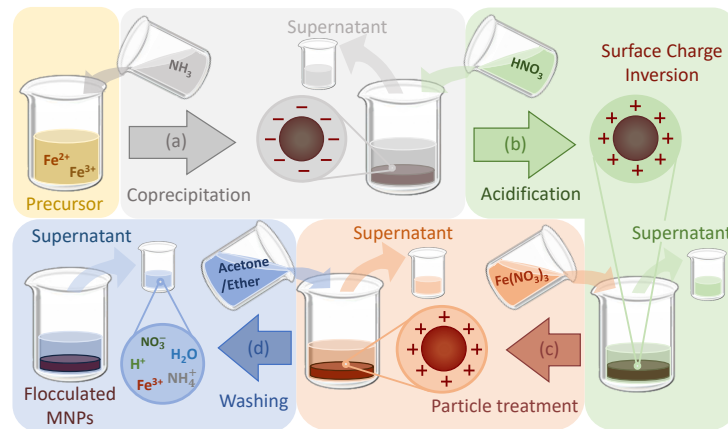 NH₃
Supernatant
HNO₃
Surface Charge
Inversion
Fe²⁺
Fe³⁺
(a)
(b)
Precursor
Coprecipitation
Acidification
− − − − − − − −
+ + + + + + + +
Supernatant
Acetone
/Ether
Supernatant
Fe(NO₃)₃
Supernatant
NO₃⁻
H⁺
H₂O
Fe³⁺
NH₄⁺
(d)
+ + + + + + + +
(c)
Flocculated
MNPs
Washing
Particle treatment